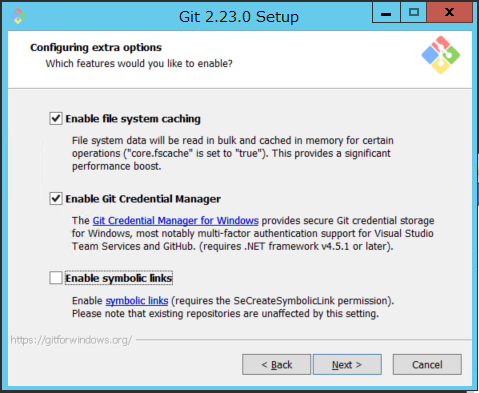 Git 2.23.0 Setup
Configuring extra options
Which features would you like to enable?
Enable file system caching
File system data will be read in bulk and cached in memory for certain
operations ("core.fscache" is set to "true"). This provides a significant
performance boost.
Enable Git Credential Manager
The Git Credential Manager for Windows provides secure Git credential storage
for Windows, most notably multi-factor authentication support for Visual Studio
Team Services and GitHub. (requires .NET framework v4.5.1 or later).
Enable symbolic links
Enable symbolic links (requires the SeCreateSymbolicLink permission).
Please note that existing repositories are unaffected by this setting.
https://gitforwindows.org/
< Back
Next >
Cancel